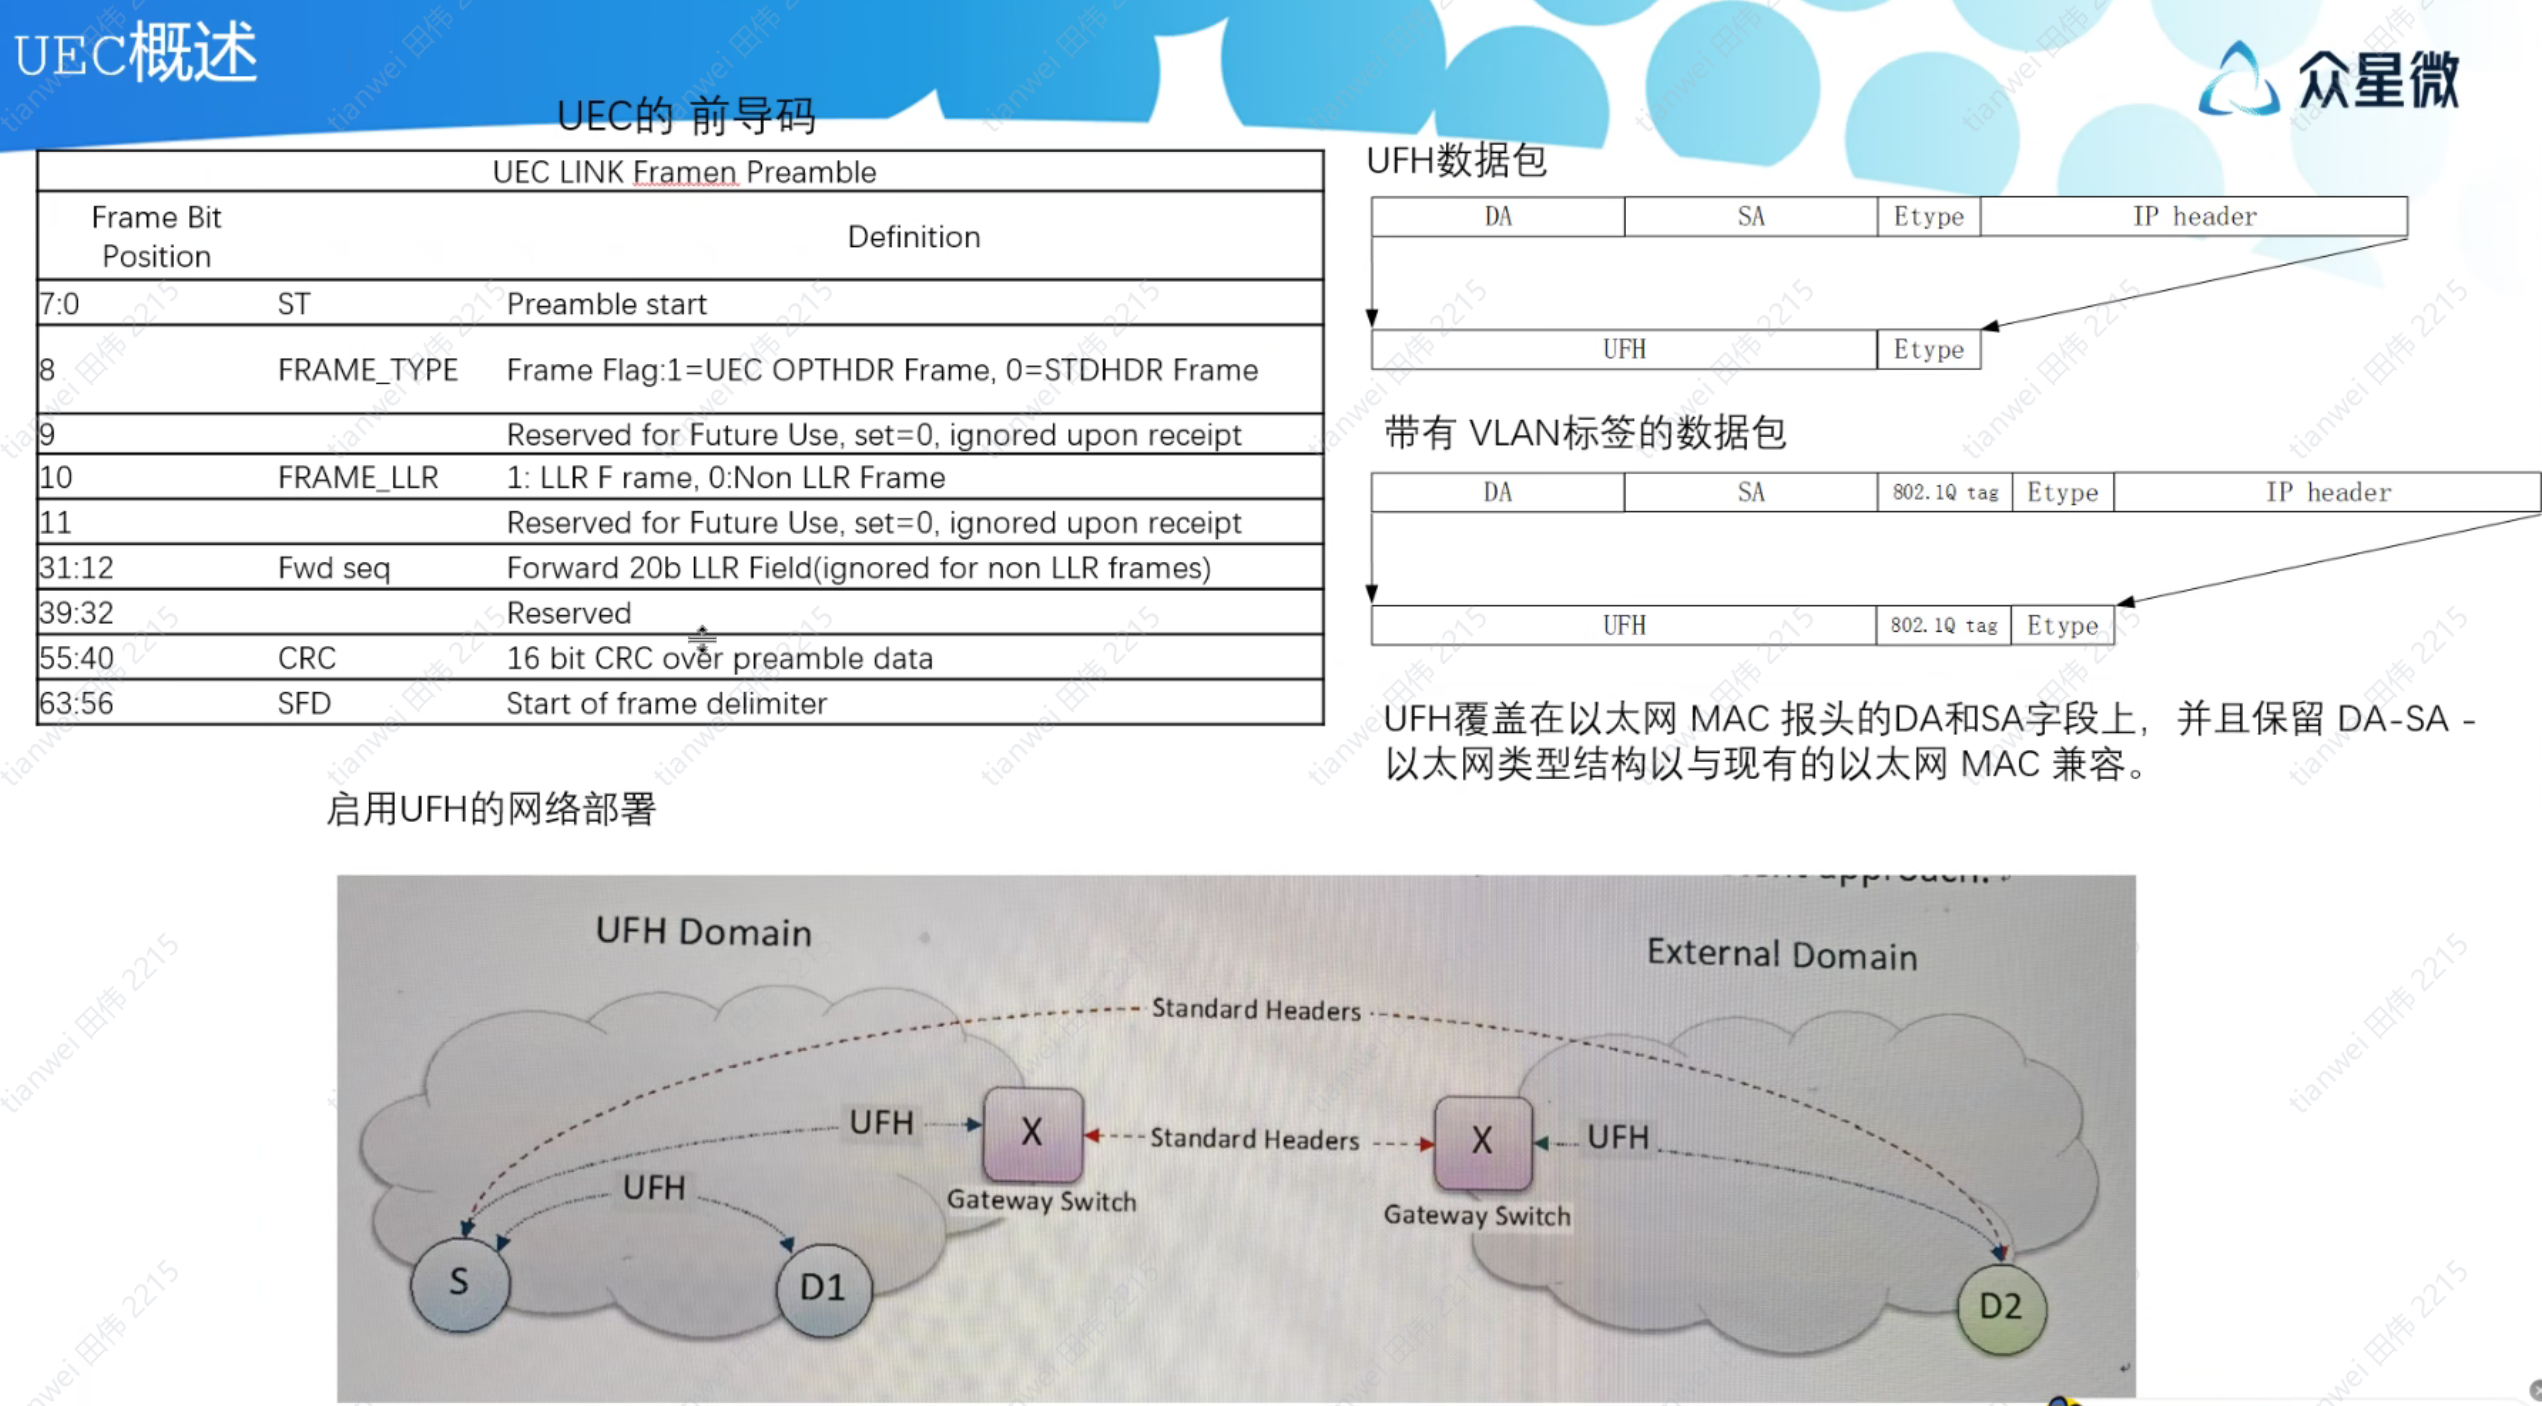 UEC概述
众星微
UEC的 前导码
UEC LINK Framen Preamble
Frame Bit Position Definition
7:0 ST Preamble start
8 FRAME_TYPE Frame Flag:1=UEC OPTHDR Frame, 0=STDHDR Frame
9 Reserved for Future Use, set=0, ignored upon receipt
10 FRAME_LLR 1: LLR F rame, 0:Non LLR Frame
11 Reserved for Future Use, set=0, ignored upon receipt
31:12 Fwd seq Forward 20b LLR Field(ignored for non LLR frames)
39:32 Reserved
55:40 CRC 16 bit CRC over preamble data
63:56 SFD Start of frame delimiter
UFH数据包
DA SA Etype IP header
UFH Etype
带有 VLAN标签的数据包
DA SA 802.1Q tag Etype IP header
UFH 802.1Q tag Etype
UFH覆盖在以太网 MAC 报头的DA和SA字段上，并且保留 DA-SA -
以太网类型结构以与现有的以太网 MAC 兼容。
启用UFH的网络部署
approach.
UFH Domain
External Domain
Standard Headers
UFH X Standard Headers X UFH
UFH
Gateway Switch
Gateway Switch
S D1 D2
tianwei 田伟 2215